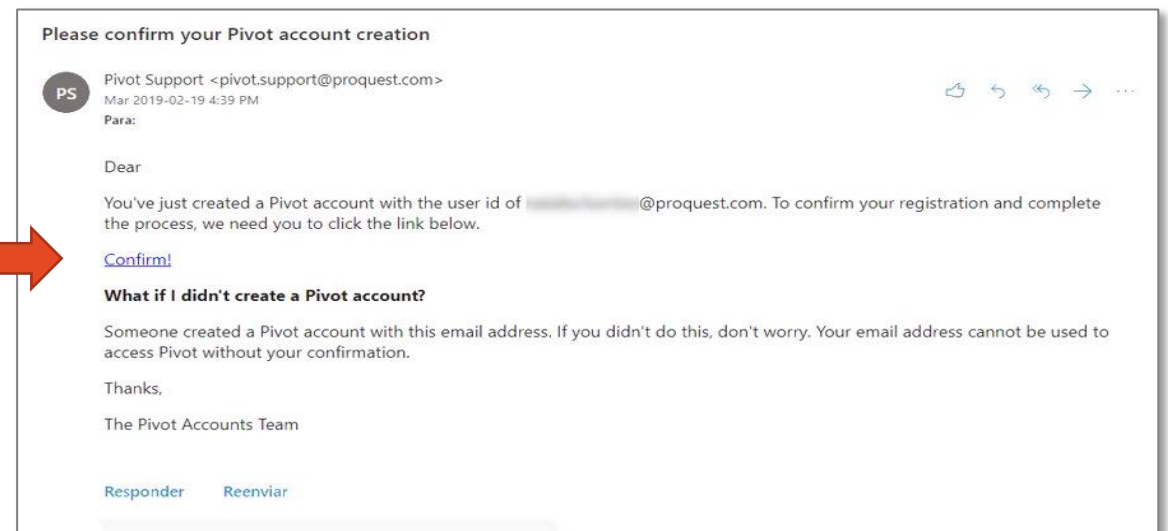 Please confirm your Pivot account creation
PS
Pivot Support <pivot.support@proquest.com>
Mar 2019-02-19 4:39 PM
Para:
Dear
You've just created a Pivot account with the user id of @proquest.com. To confirm your registration and complete
the process, we need you to click the link below.
Confirm!
What if I didn't create a Pivot account?
Someone created a Pivot account with this email address. If you didn't do this, don't worry. Your email address cannot be used to
access Pivot without your confirmation.
Thanks,
The Pivot Accounts Team
Responder Reenviar